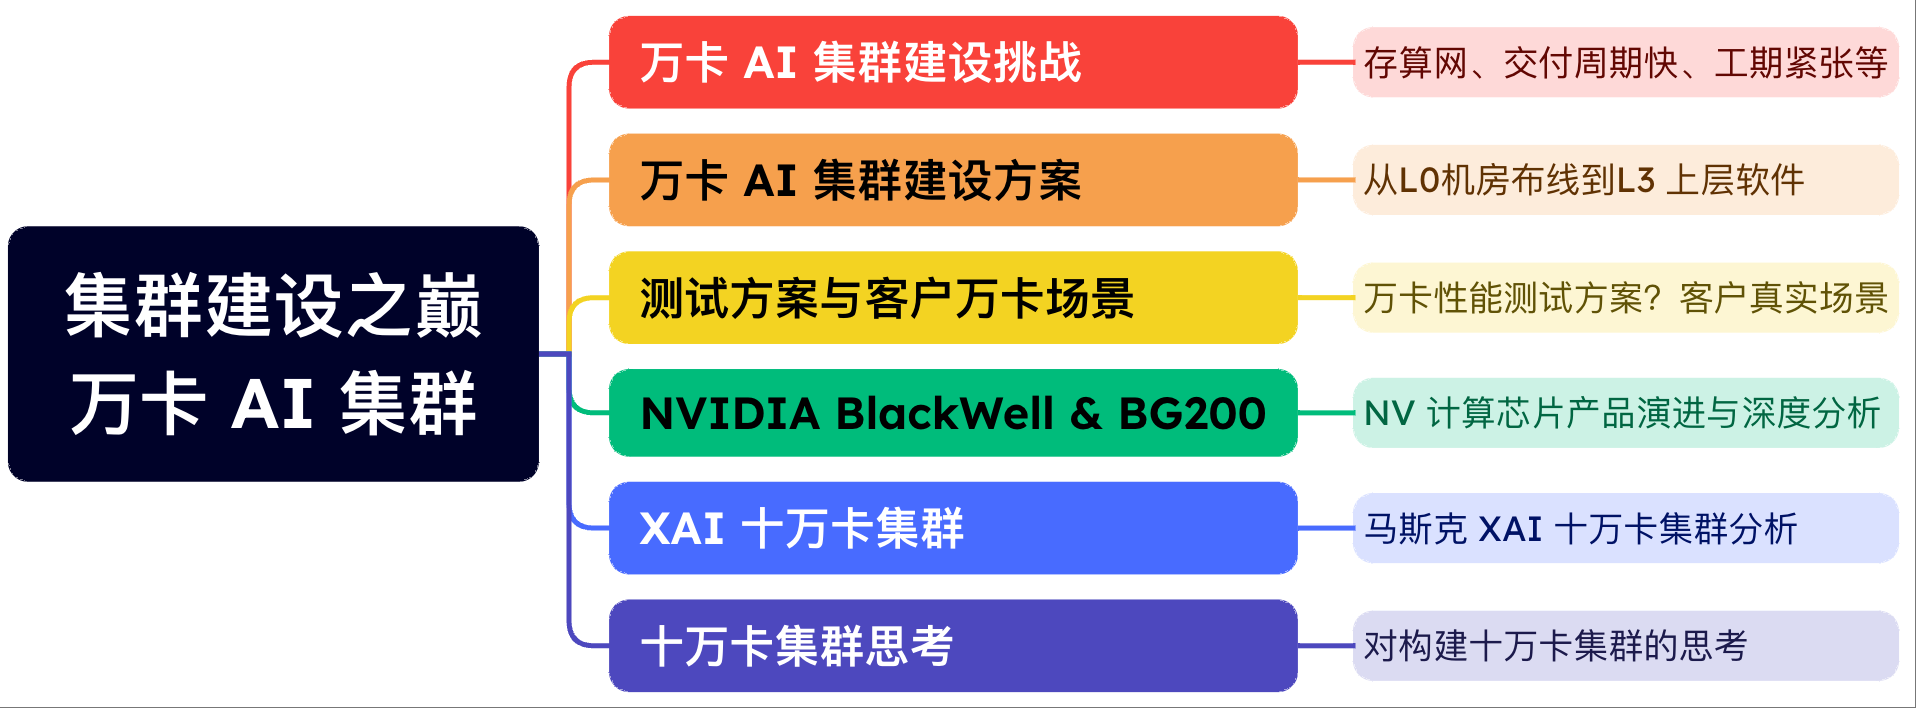 集群建设之巅
万卡 AI 集群
万卡 AI 集群建设挑战
存算网、交付周期快、工期紧张等
万卡 AI 集群建设方案
从L0机房布线到L3 上层软件
测试方案与客户万卡场景
万卡性能测试方案？客户真实场景
NVIDIA BlackWell & BG200
NV 计算芯片产品演进与深度分析
XAI 十万卡集群
马斯克 XAI 十万卡集群分析
十万卡集群思考
对构建十万卡集群的思考